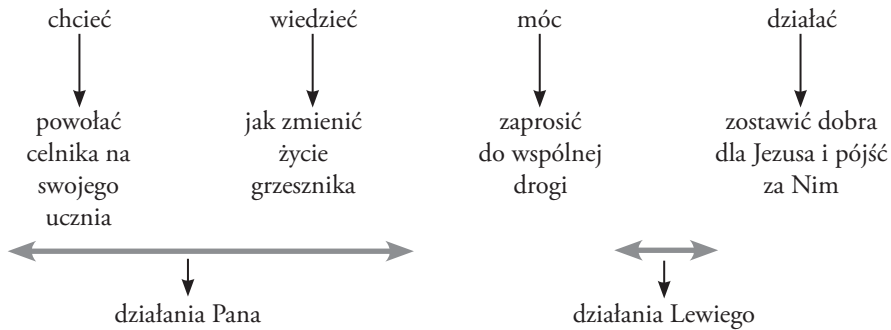 chcieć
wiedzieć
móc
działać
powołać
celnika na
swojego
ucznia
jak zmienić
życie
grzesznika
zaprosić
do wspólnej
drogi
zostawić dobra
dla Jezusa i pójść
za Nim
działania Pana
działania Lewiego